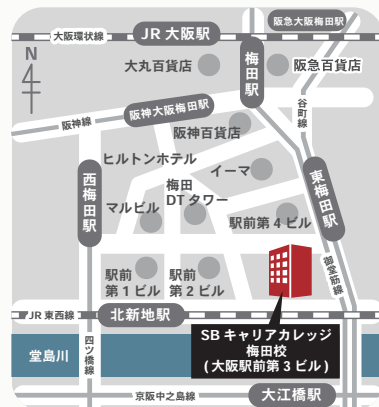 阪急大阪梅田駅
大阪環状線
JR 大阪駅
N
大丸百貨店
梅田駅
阪急百貨店
谷町線
阪神線
阪神大阪梅田駅
阪神百貨店
ヒルトンホテル
イーマ
西梅田駅
梅田
DT タワー
東梅田駅
マルビル
駅前第 4 ビル
駅前
第 1 ビル
駅前
第 2 ビル
御堂筋線
JR 東西線
北新地駅
SB キャリアカレッジ
梅田校
(大阪駅前第 3 ビル)
堂島川
四ツ橋線
京阪中之島線
大江橋駅